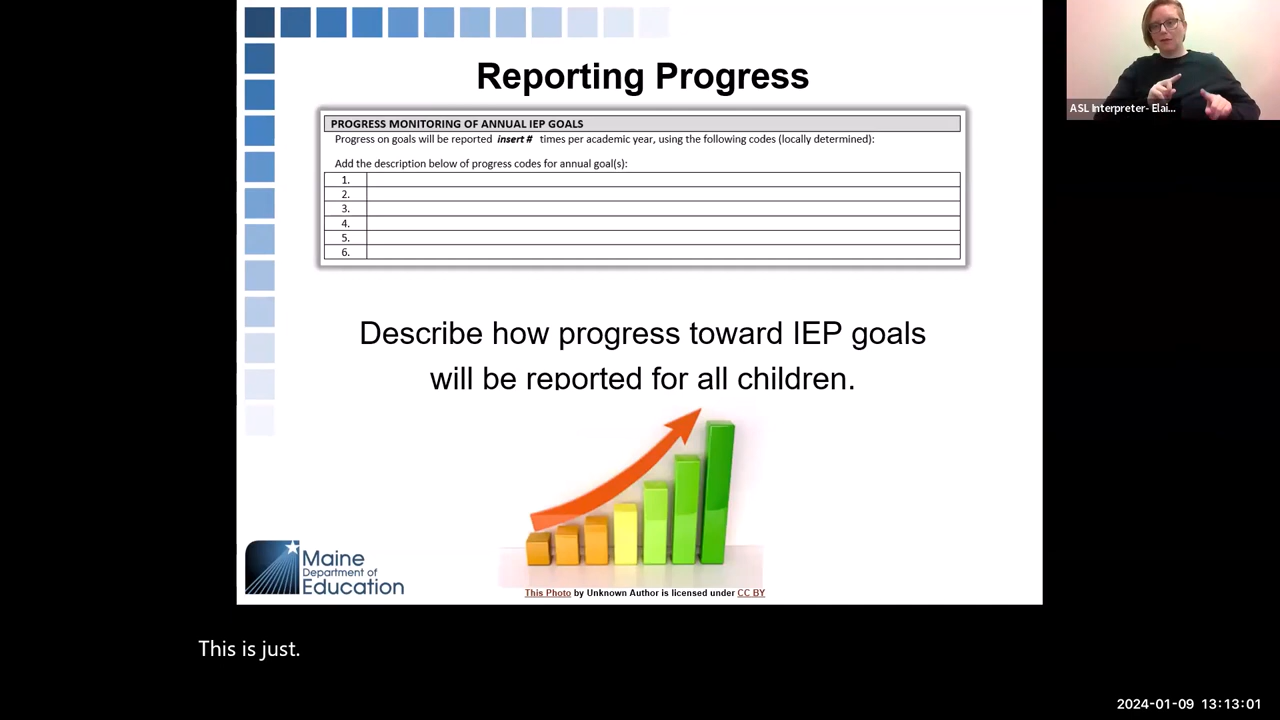 Reporting Progress
PROGRESS MONITORING OF ANNUAL IEP GOALS
Progress on goals will be reported insert # times per academic year, using the following codes (locally determined):
Add the description below of progress codes for annual goal(s):
1.
2.
3.
4.
5.
6.
Describe how progress toward IEP goals
will be reported for all children.
Maine
Department of
Education
This Photo by Unknown Author is licensed under CC BY
ASL Interpreter- Elai...
This is just.
2024-01-09 13:13:01